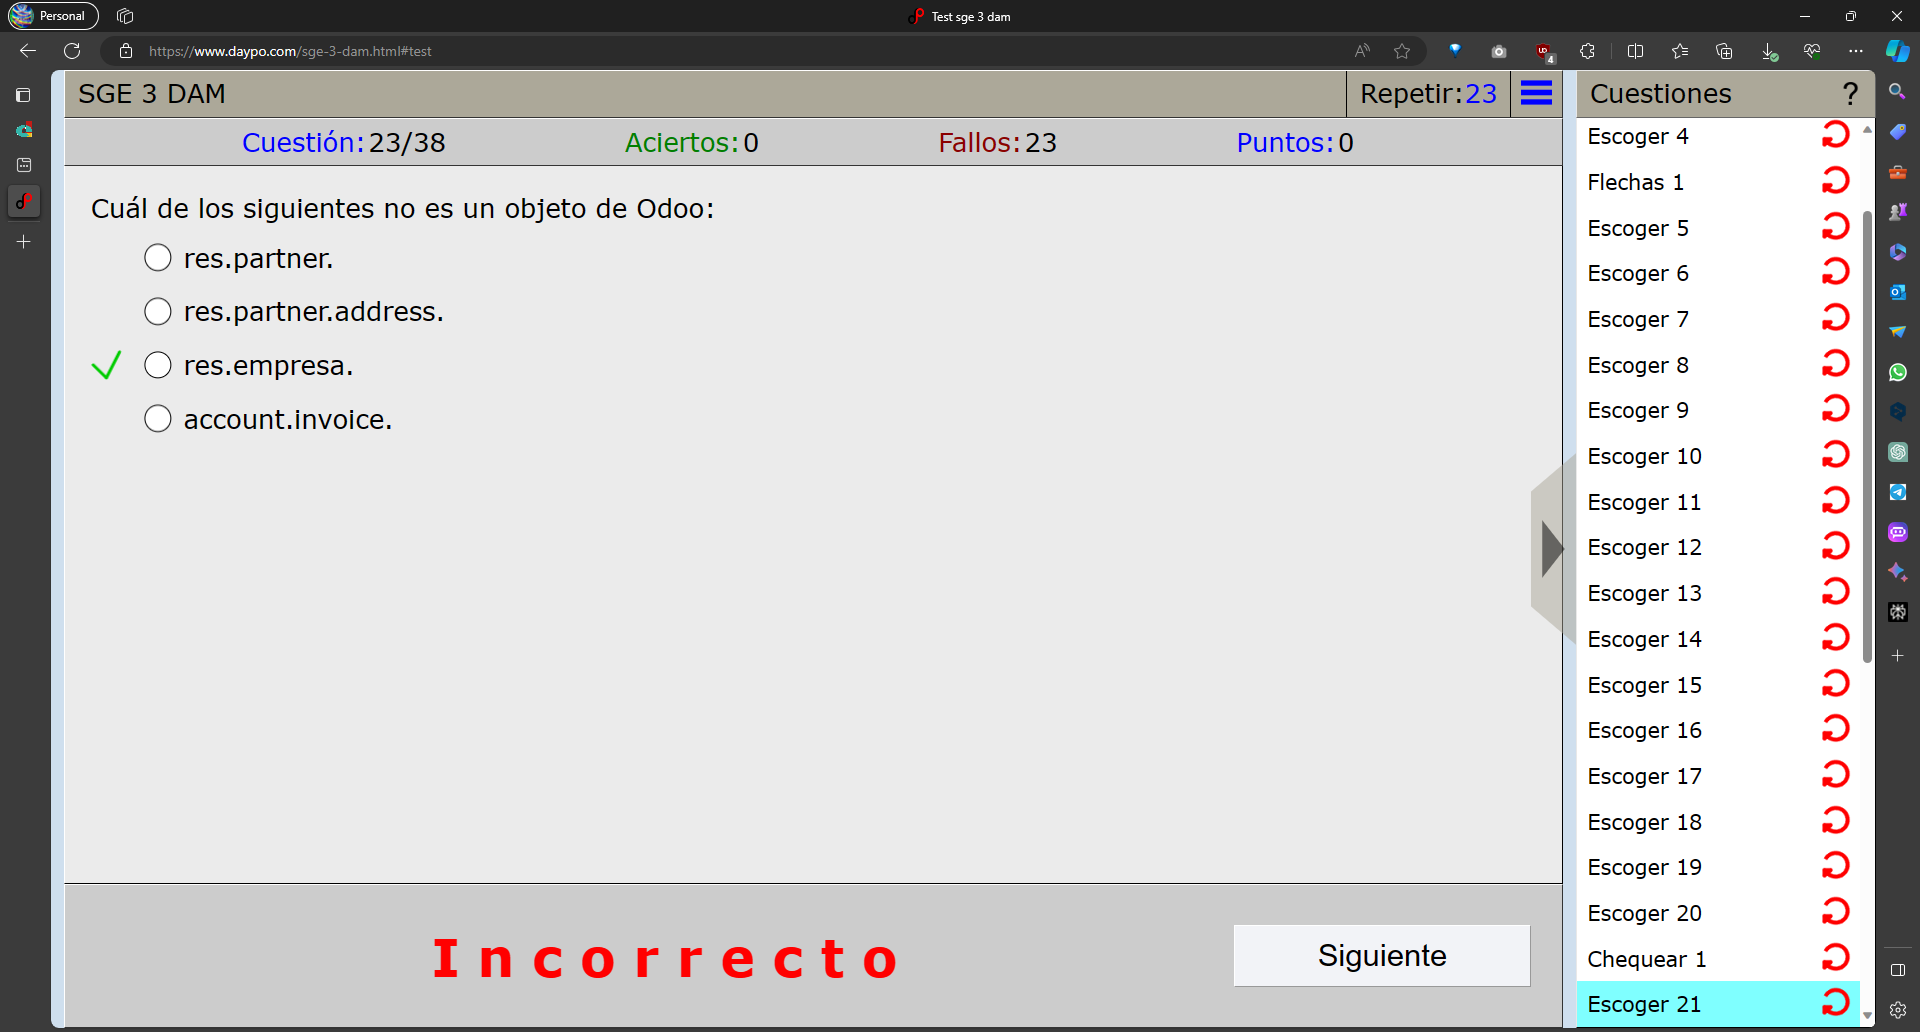 Personal
Test sge 3 dam
https://www.daypo.com/sge-3-dam.html#test
4
SGE 3 DAM
Repetir:23
Cuestión:23/38
Aciertos:0
Fallos:23
Puntos:0
Cuál de los siguientes no es un objeto de Odoo:
res.partner.
res.partner.address.
res.empresa.
account.invoice.
Incorrecto
Siguiente
Cuestiones
?
Escoger 4
Flechas 1
Escoger 5
Escoger 6
Escoger 7
Escoger 8
Escoger 9
Escoger 10
Escoger 11
Escoger 12
Escoger 13
Escoger 14
Escoger 15
Escoger 16
Escoger 17
Escoger 18
Escoger 19
Escoger 20
Chequear 1
Escoger 21